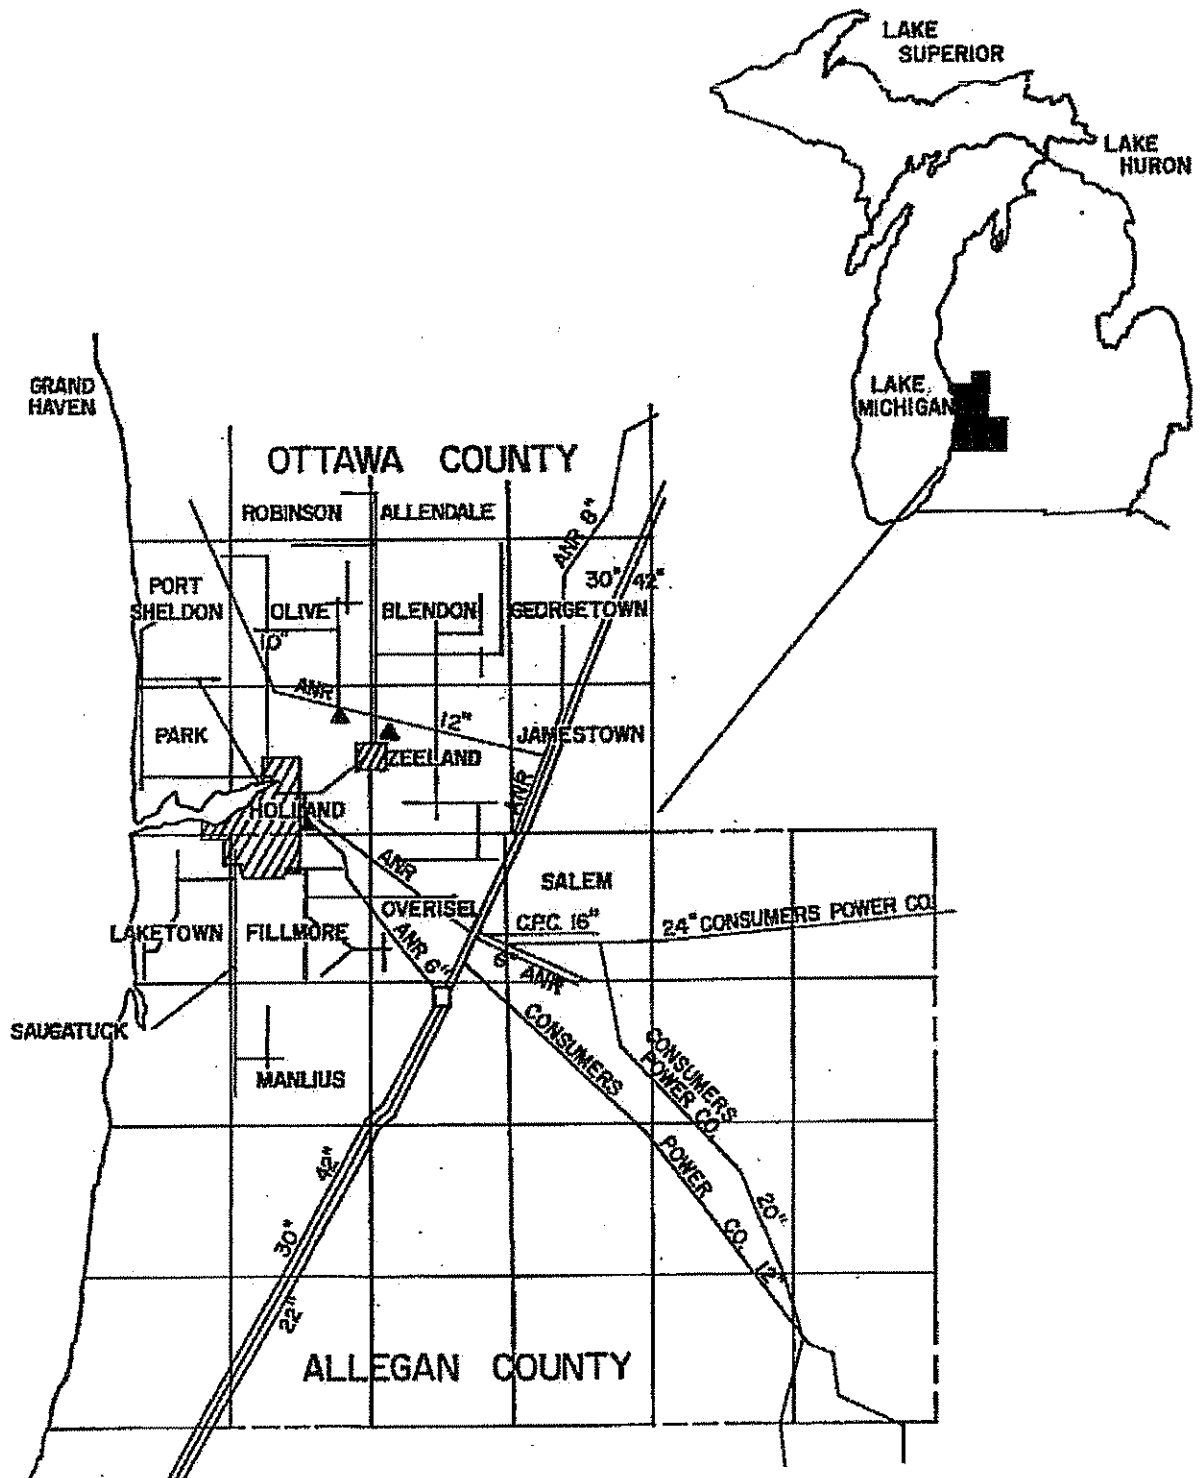 LAKE
SUPERIOR
LAKE
HURON
LAKE
MICHIGAN
GRAND
HAVEN
OTTAWA COUNTY
ROBINSON
ALLENDALE
ANR 8"
30" 42"
PORT
SHELDON
OLIVE
BLENDON
GEORGETOWN
10"
ANR
12"
PARK
JAMESTOWN
ZEELAND
ANR
HOLLAND
ANR
SALEM
OVERISEL
C.P.C. 16"
24" CONSUMERS POWER CO.
LAKETOWN
FILLMORE
ANR 6"
6" ANR
SAUGATUCK
CONSUMERS
POWER
CO.
12"
CONSUMERS
POWER CO.
20"
MANLIUS
42"
30"
22"
ALLEGAN COUNTY